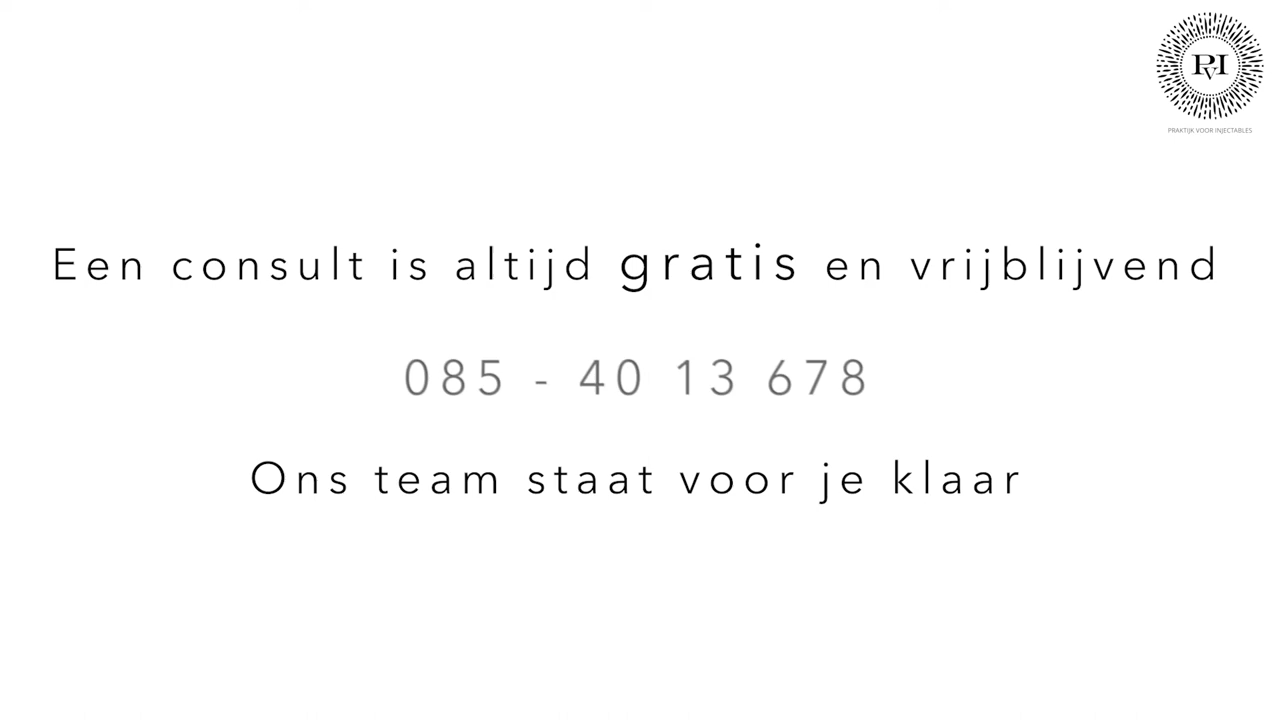 PVI
PRAKTIJK VOOR INJECTABLES
Een consult is altijd gratis en vrijblijvend
085 - 40 13 678
Ons team staat voor je klaar